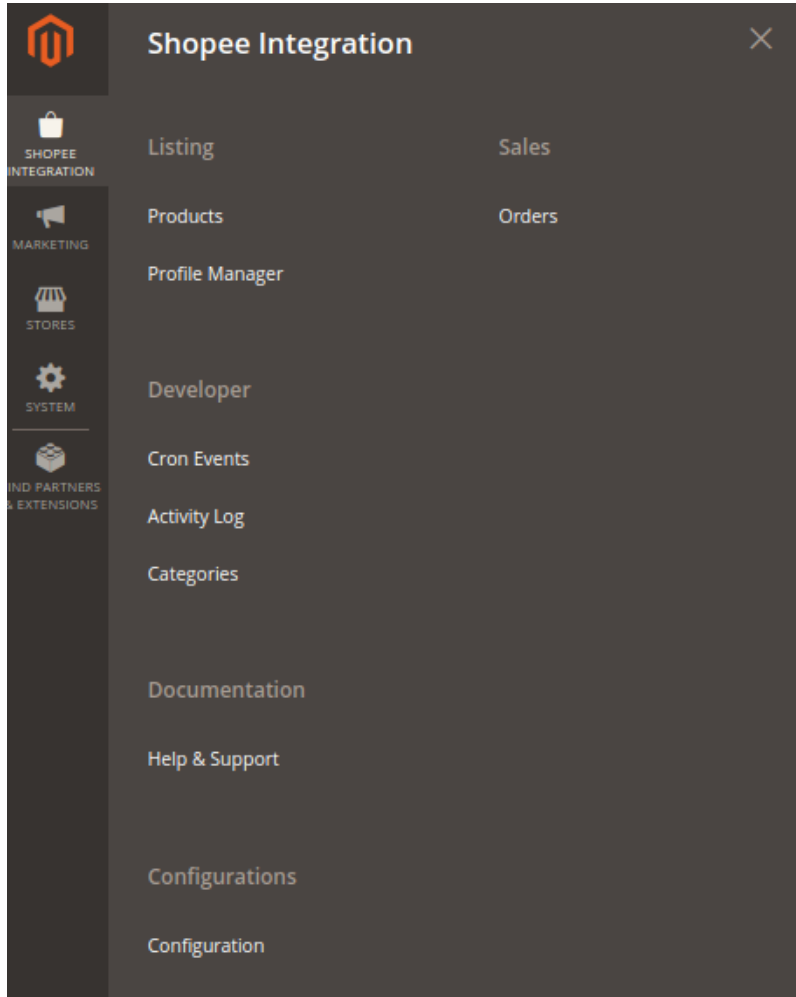 Shopee Integration
SHOPEE
INTEGRATION
MARKETING
STORES
SYSTEM
IND PARTNERS
& EXTENSIONS
Listing
Products
Profile Manager
Sales
Orders
Developer
Cron Events
Activity Log
Categories
Documentation
Help & Support
Configurations
Configuration